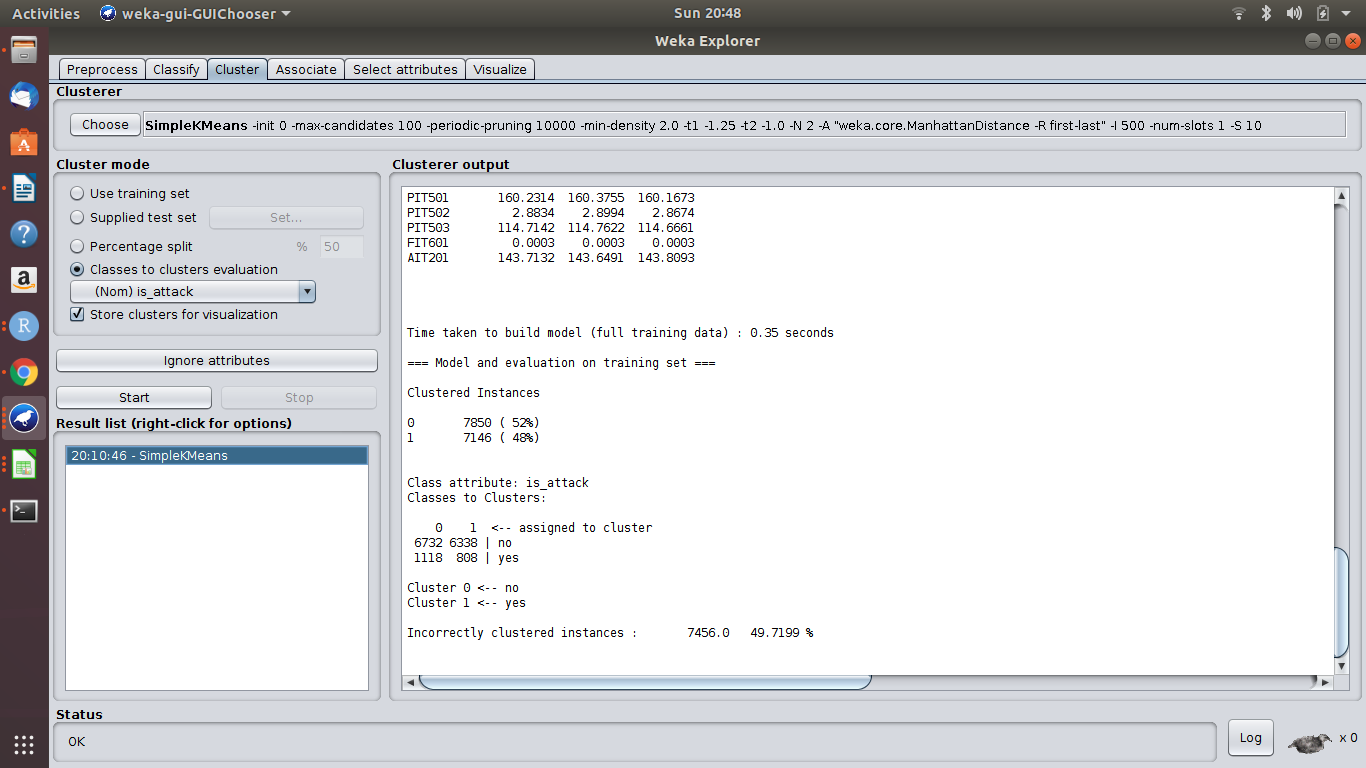 Activities weka-gui-GUIChooser Sun 20:48
Weka Explorer
Preprocess Classify Cluster Associate Select attributes Visualize
Clusterer
Choose SimpleKMeans -init 0 -max-candidates 100 -periodic-pruning 10000 -min-density 2.0 -t1 -1.25 -t2 -1.0 -N 2 -A "weka.core.ManhattanDistance -R first-last" -I 500 -num-slots 1 -S 10
Cluster mode
Use training set
Supplied test set Set...
Percentage split % 50
Classes to clusters evaluation
(Nom) is_attack
Store clusters for visualization
Ignore attributes
Start Stop
Result list (right-click for options)
20:10:46 - SimpleKMeans
Clusterer output
PIT501 160.2314 160.3755 160.1673
PIT502 2.8834 2.8994 2.8674
PIT503 114.7142 114.7622 114.6661
FIT601 0.0003 0.0003 0.0003
AIT201 143.7132 143.6491 143.8093
Time taken to build model (full training data) : 0.35 seconds
=== Model and evaluation on training set ===
Clustered Instances
0 7850 ( 52%)
1 7146 ( 48%)
Class attribute: is_attack
Classes to Clusters:
0 1 <-- assigned to cluster
6732 6338 | no
1118 808 | yes
Cluster 0 <-- no
Cluster 1 <-- yes
Incorrectly clustered instances : 7456.0 49.7199 %
Status
OK Log x 0